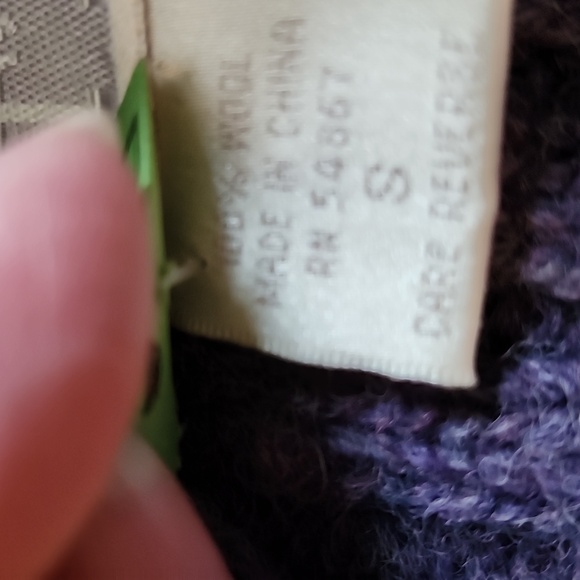 100% WOOL
MADE IN CHINA
RN 54867
S
CARE REVERSE